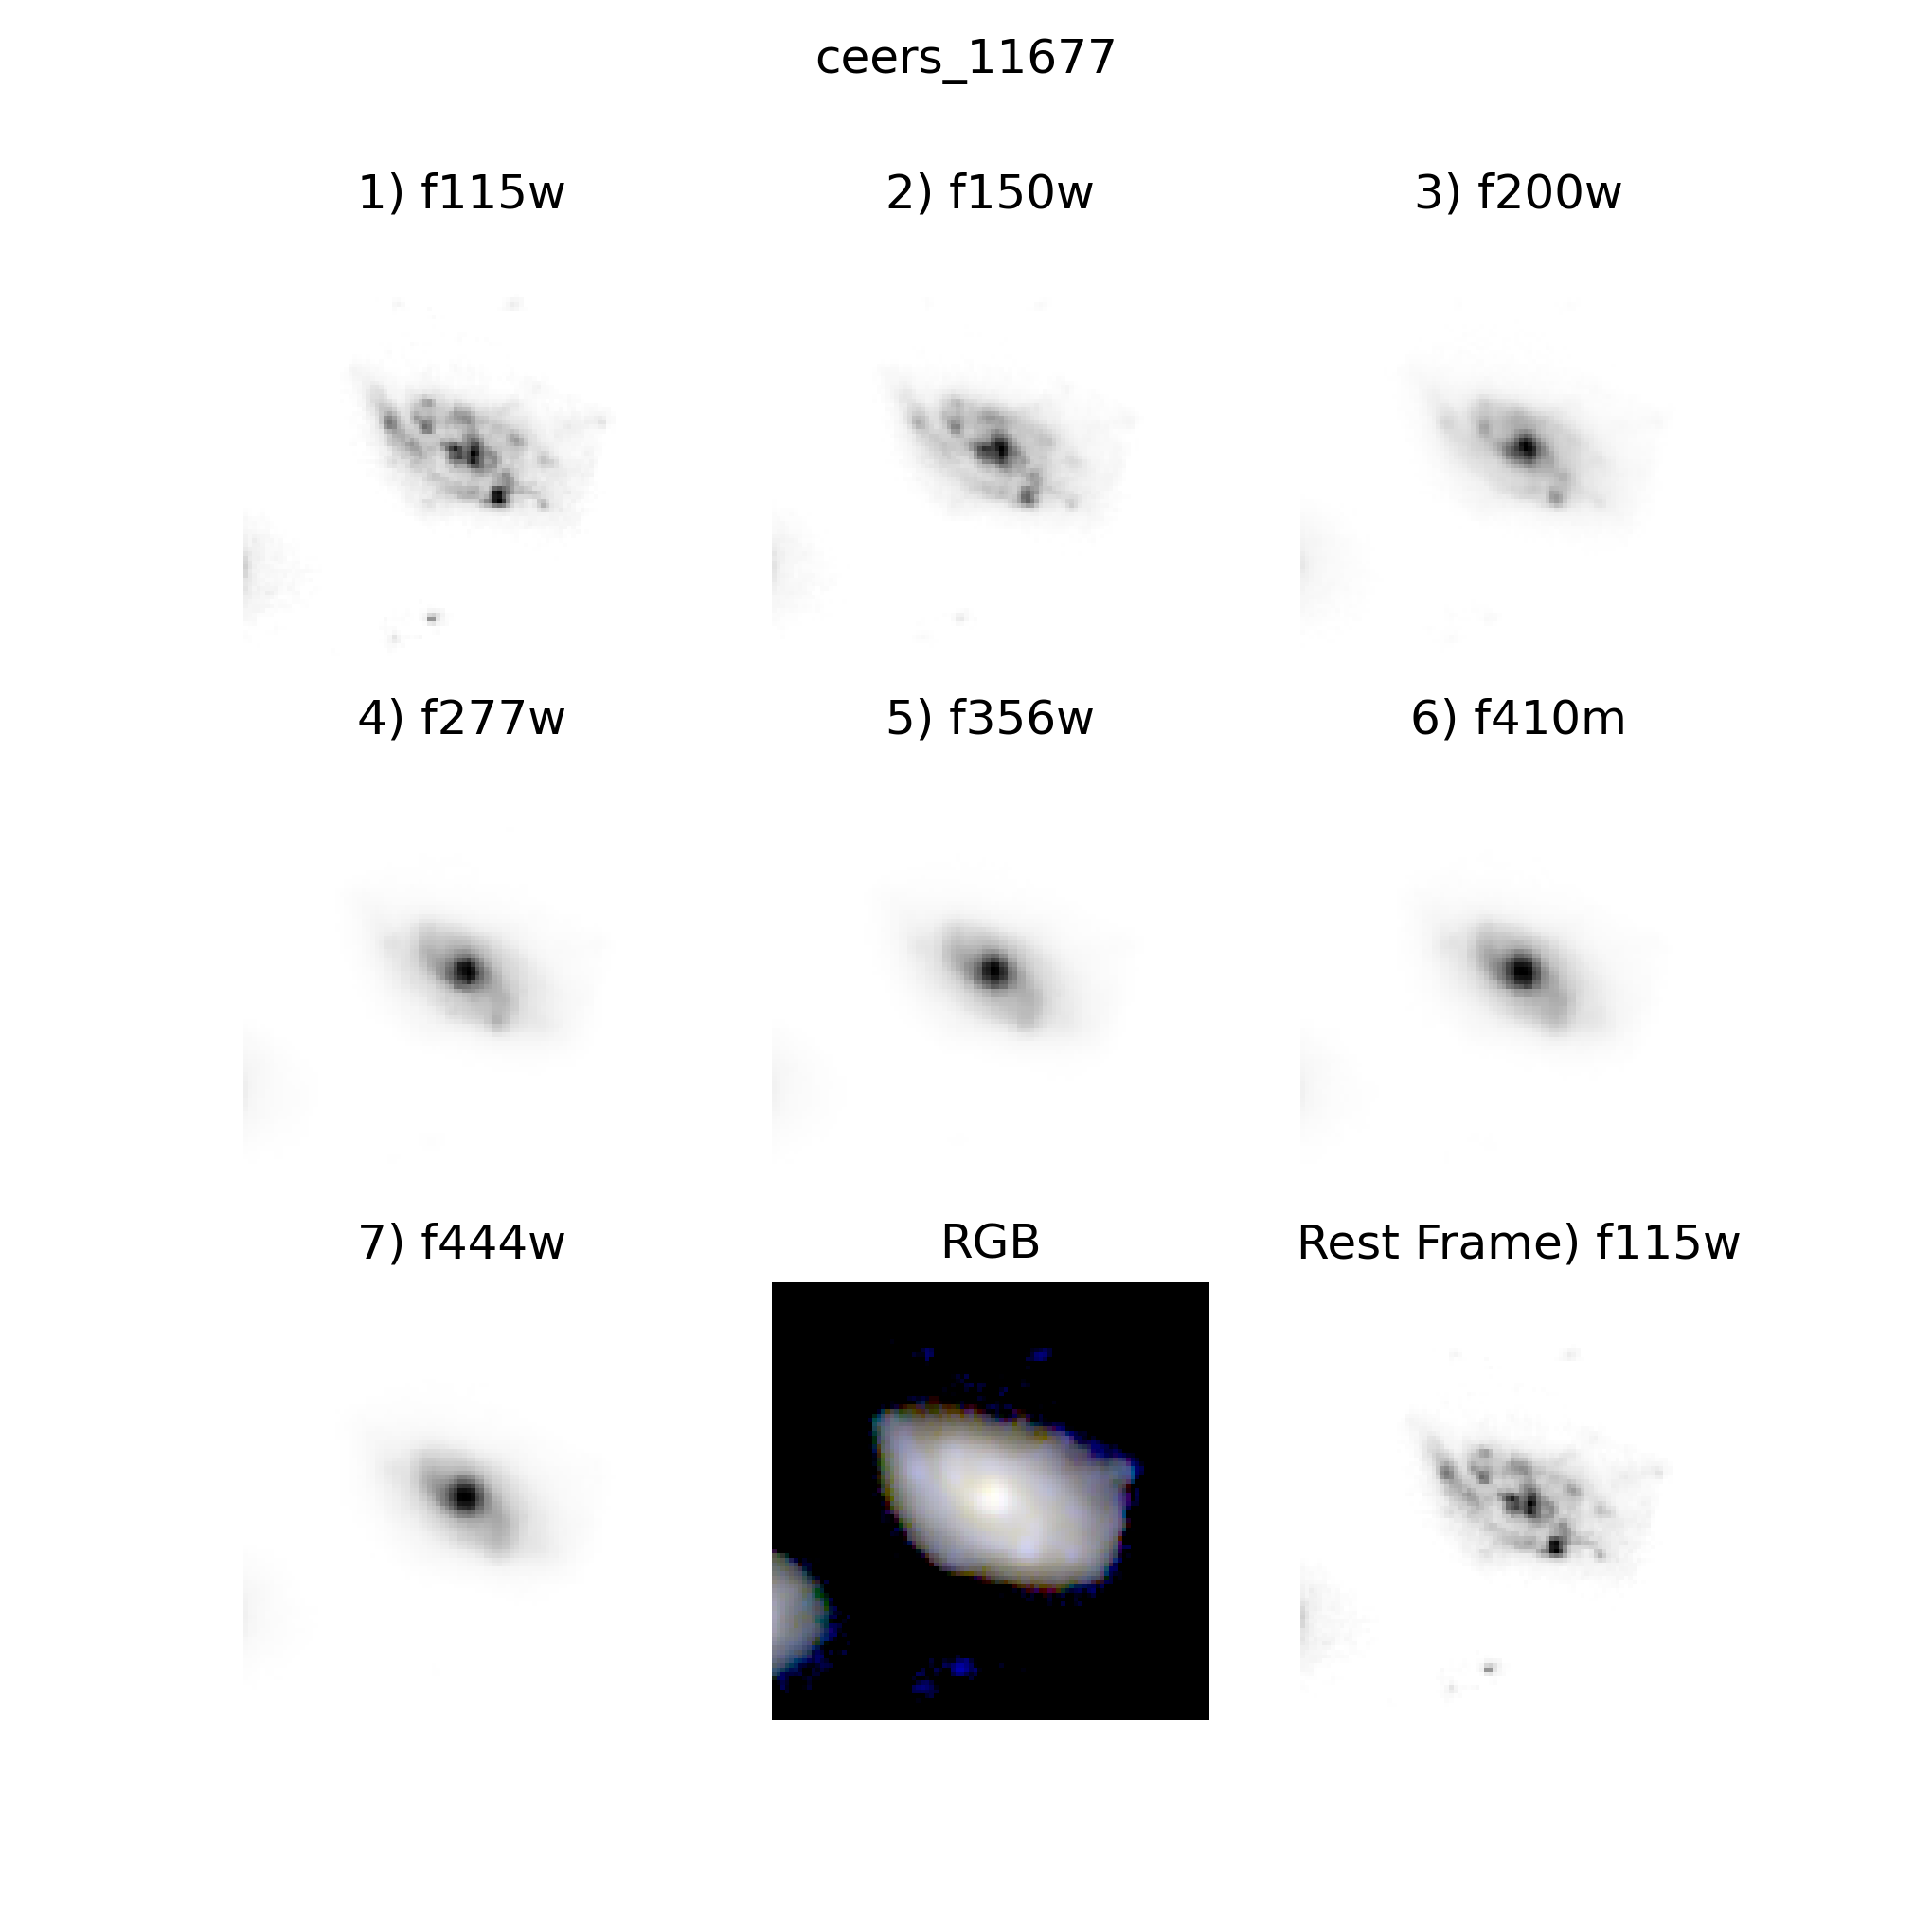 ceers_11677
1) f115w
2) f150w
3) f200w
4) f277w
5) f356w
6) f410m
7) f444w
RGB
Rest Frame) f115w